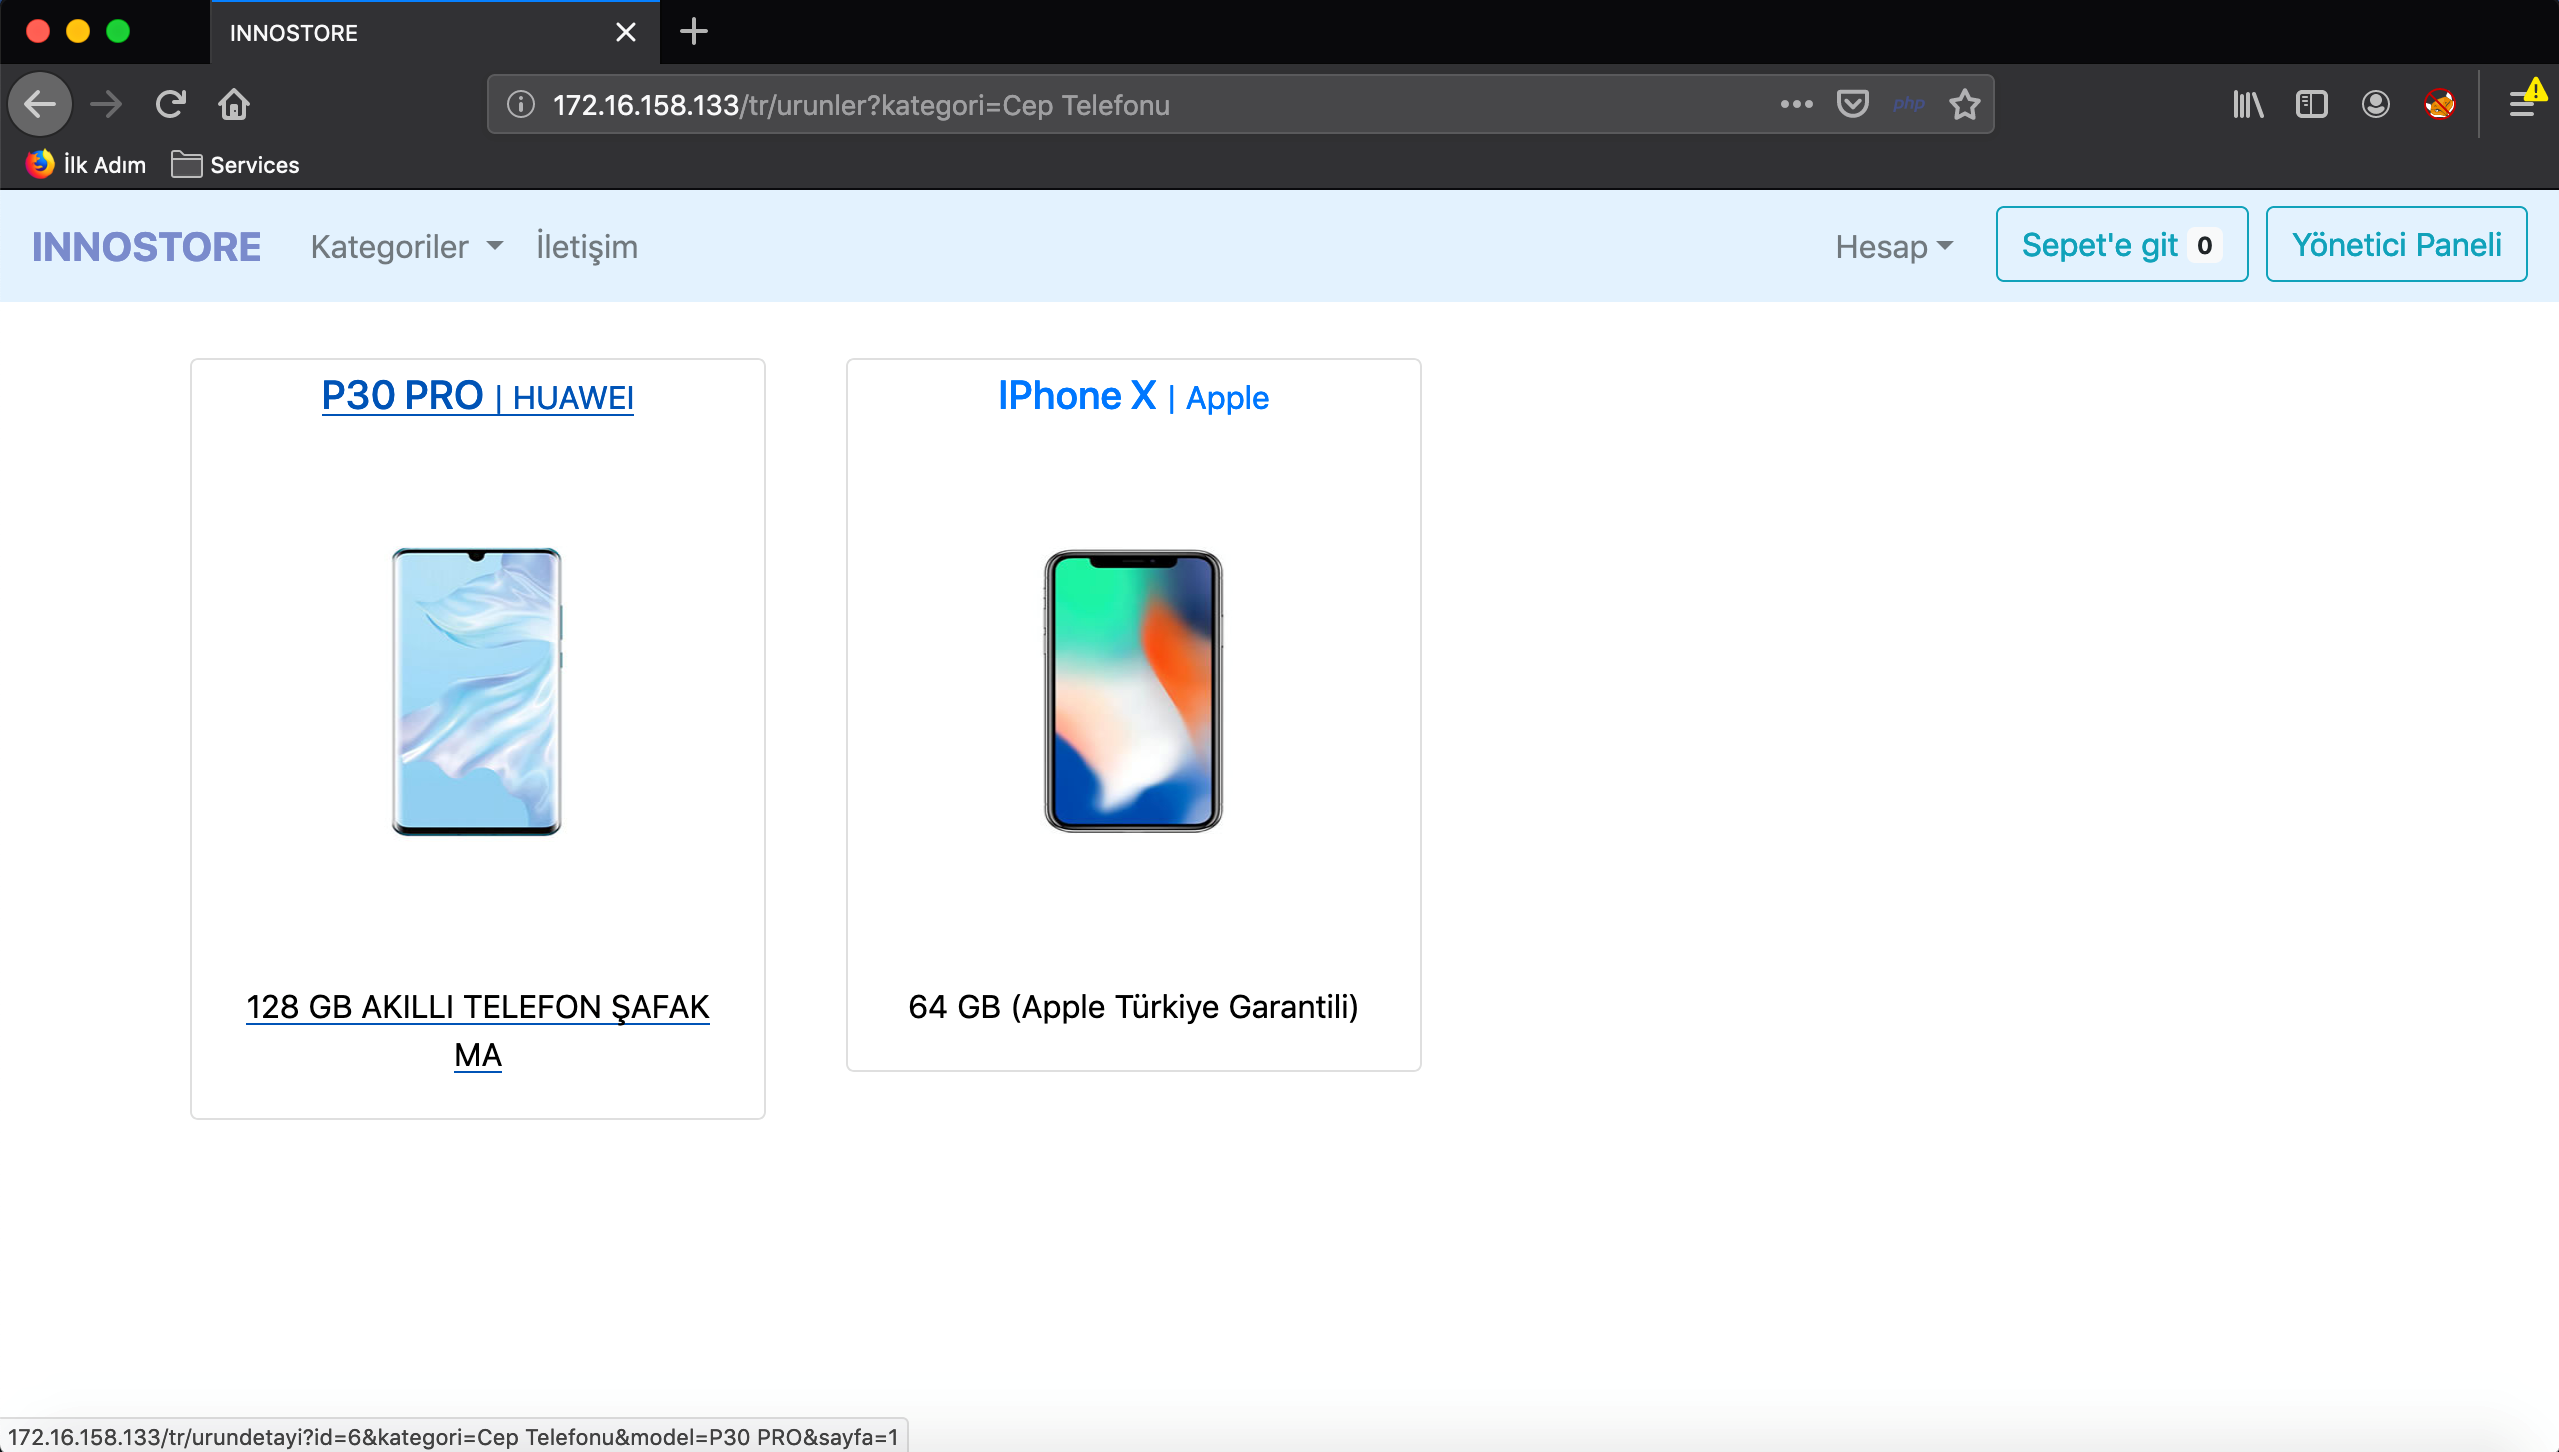 INNOSTORE
172.16.158.133/tr/urunler?kategori=Cep Telefonu
php
İlk Adım
Services
INNOSTORE
Kategoriler
İletişim
Hesap
Sepet'e git 0
Yönetici Paneli
P30 PRO | HUAWEI
128 GB AKILLI TELEFON ŞAFAK
MA
IPhone X | Apple
64 GB (Apple Türkiye Garantili)
172.16.158.133/tr/urundetayi?id=6&kategori=Cep Telefonu&model=P30 PRO&sayfa=1